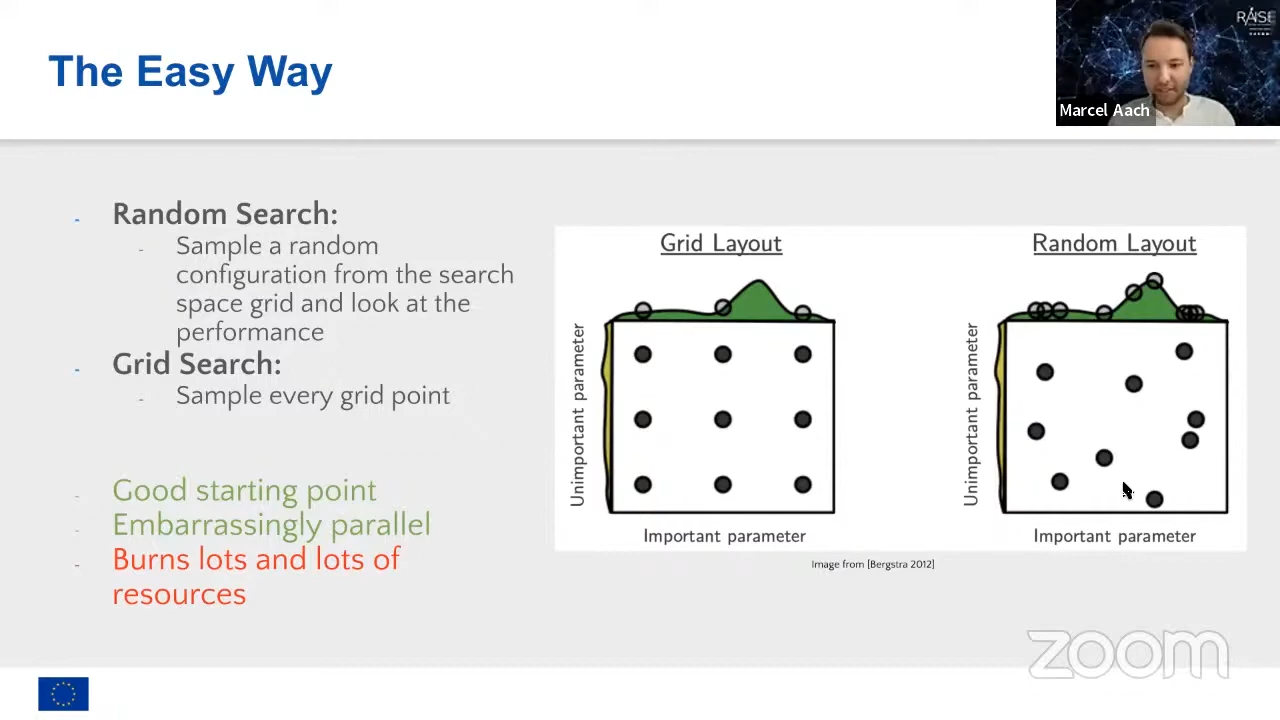 The Easy Way
RAISE
Marcel Aach
- Random Search:
- Sample a random
configuration from the search
space grid and look at the
performance
- Grid Search:
- Sample every grid point
- Good starting point
- Embarrassingly parallel
- Burns lots and lots of
resources
Grid Layout
Unimportant parameter
Important parameter
Random Layout
Unimportant parameter
Important parameter
Image from [Bergstra 2012]
zoom